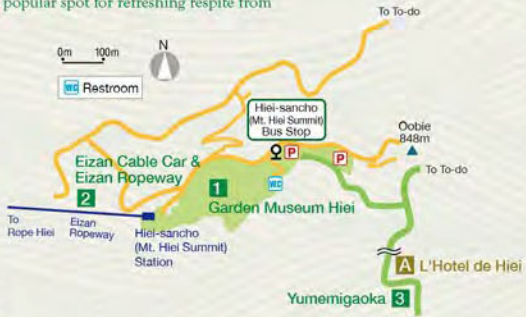 popular spot for refreshing respite from
To To-do
0m 100m
N
WC Restroom
Hiei-sancho
(Mt. Hiei Summit)
Bus Stop
P
P
Oobie
848m
To To-do
Eizan Cable Car &
Eizan Ropeway
2
1
WC
Garden Museum Hiei
To
Rope Hiei
Eizan
Ropeway
Hiei-sancho
(Mt. Hiei Summit)
Station
A L'Hotel de Hiei
Yumemigaoka 3